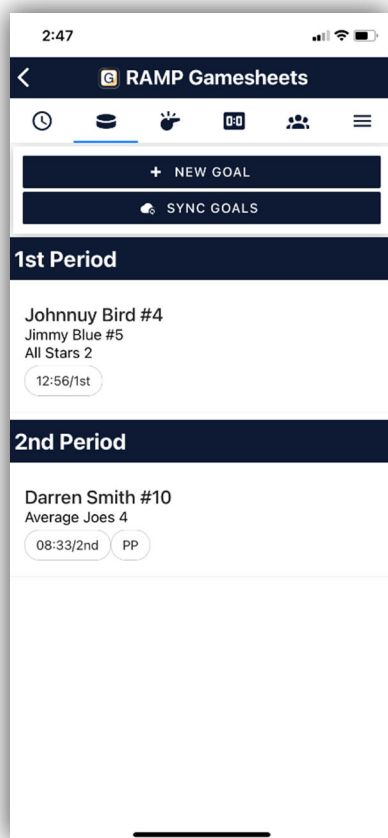 2:47
G RAMP Gamesheets
0:0
+ NEW GOAL
SYNC GOALS
1st Period
Johnnuy Bird #4
Jimmy Blue #5
All Stars 2
12:56/1st
2nd Period
Darren Smith #10
Average Joes 4
08:33/2nd PP